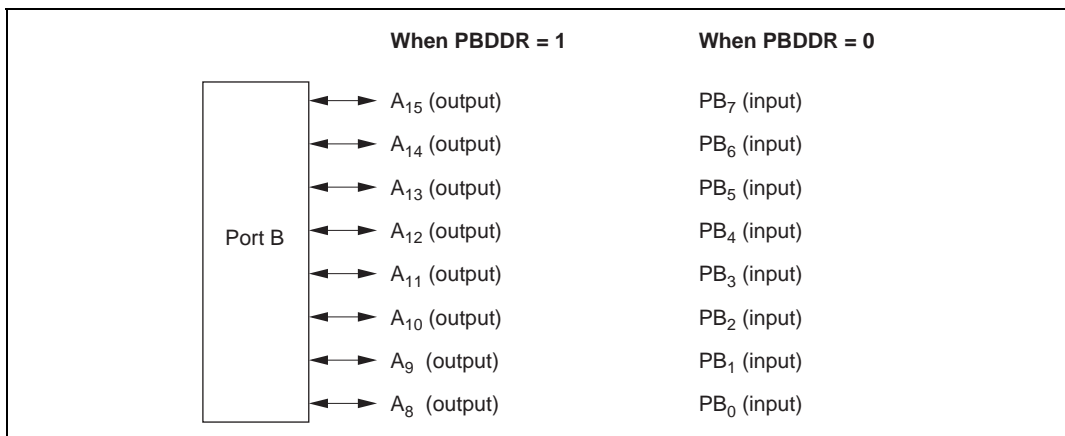 When PBDDR = 1 When PBDDR = 0
A15 (output) PB7 (input)
A14 (output) PB6 (input)
A13 (output) PB5 (input)
Port B A12 (output) PB4 (input)
A11 (output) PB3 (input)
A10 (output) PB2 (input)
A9 (output) PB1 (input)
A8 (output) PB0 (input)